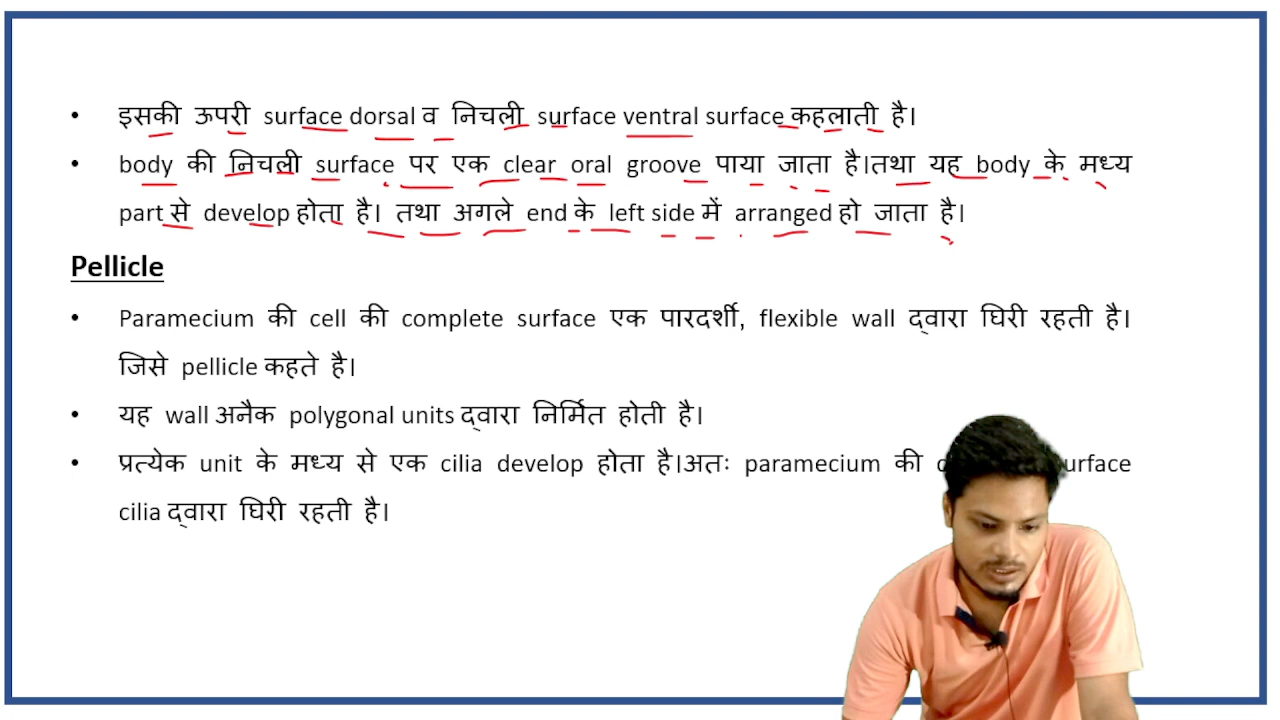 • इसकी ऊपरी surface dorsal व निचली surface ventral surface कहलाती है।
• body की निचली surface पर एक clear oral groove पाया जाता है।तथा यह body के मध्य
part से develop होता है। तथा अगले end के left side में arranged हो जाता है।
Pellicle
• Paramecium की cell की complete surface एक पारदर्शी, flexible wall द्वारा घिरी रहती है।
जिसे pellicle कहते है।
• यह wall अनैक polygonal units द्वारा निर्मित होती है।
• प्रत्येक unit के मध्य से एक cilia develop होता है।अतः paramecium की urface
cilia द्वारा घिरी रहती है।